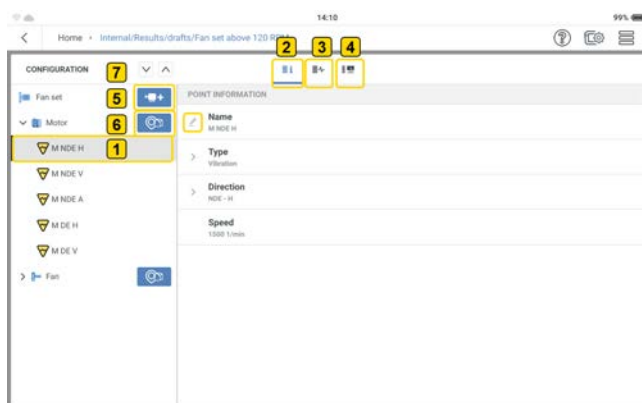 14:10
99%
Home › Internal/Results/drafts/Fan set above 120 RPM
2
3
4
CONFIGURATION
7
Fan set
5
POINT INFORMATION
Motor
6
Name
M NDE H
M NDE H
1
Type
Vibration
M NDE V
Direction
NDE - H
M NDE A
Speed
1500 1/min
M DE H
M DE V
Fan